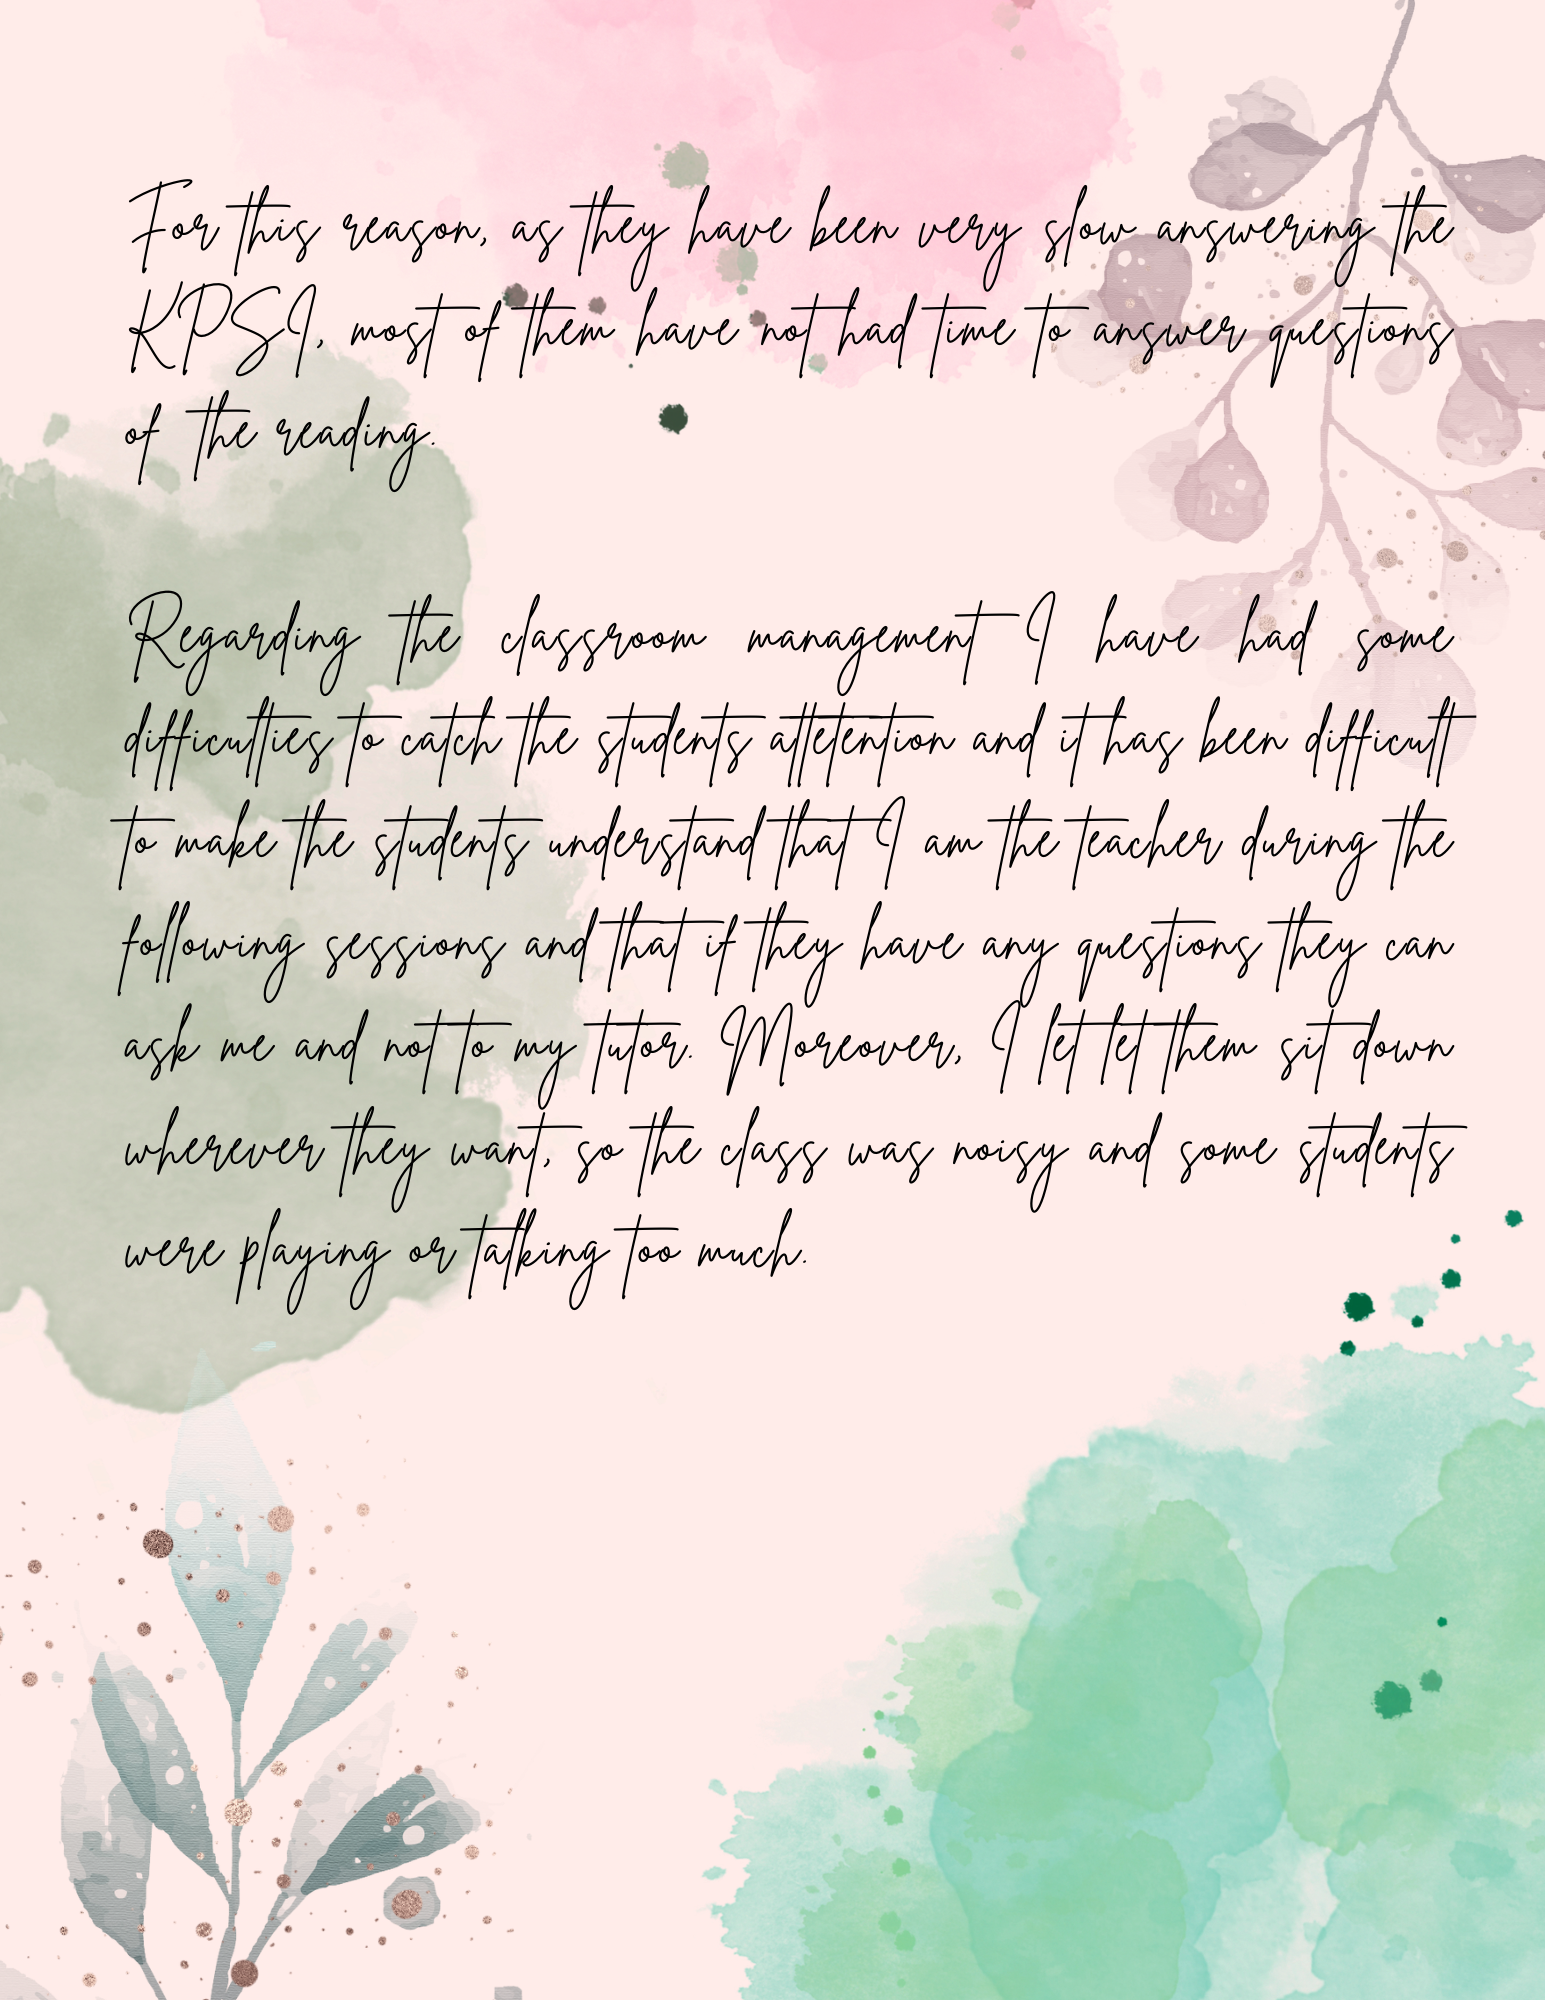 For this reason, as they have been very slow answering the
KPSI, most of them have not had time to answer questions
of the reading.
Regarding the classroom management I have had some
difficulties to catch the students attetention and it has been difficult
to make the students understand that I am the teacher during the
following sessions and that if they have any questions they can
ask me and not to my tutor. Moreover, I let let them sit down
wherever they want, so the class was noisy and some students
were playing or talking too much.